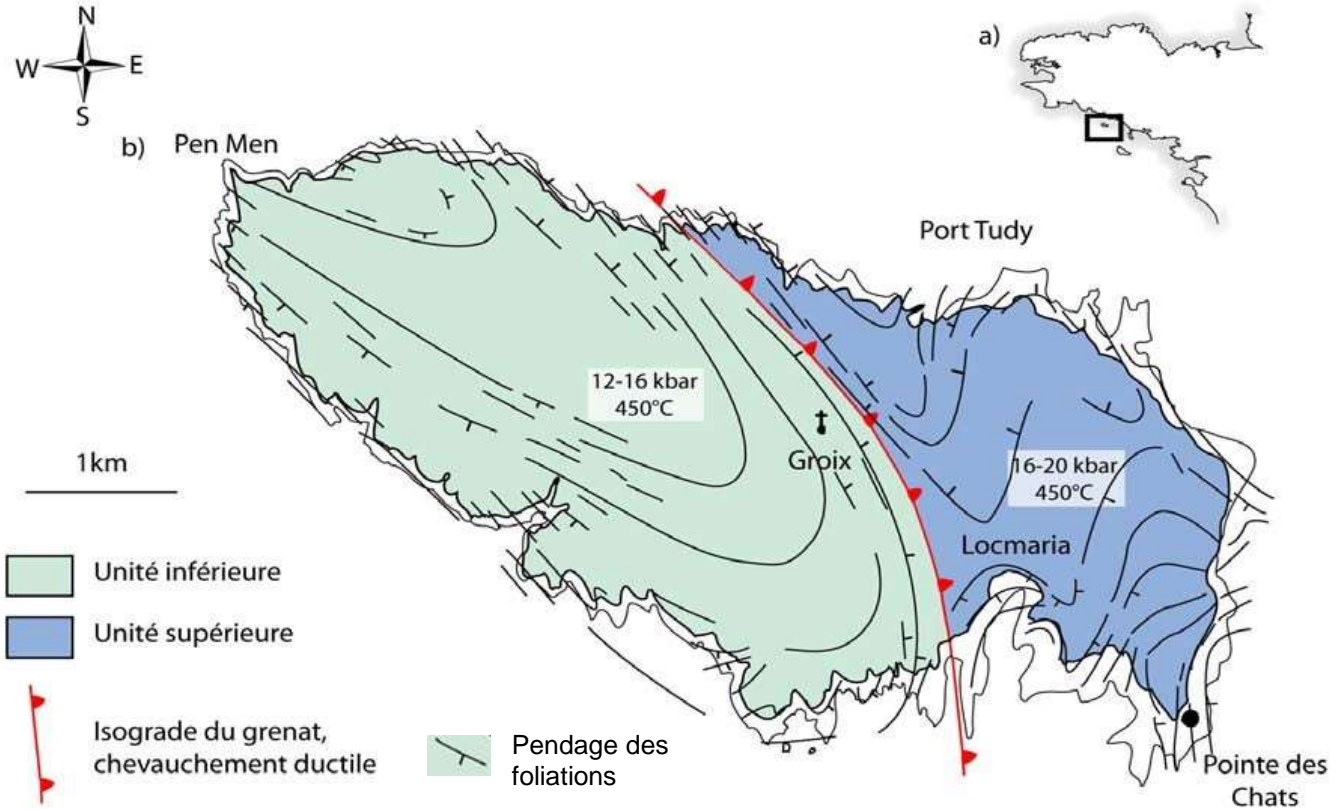 N
W
E
S
a)
b)
Pen Men
Port Tudy
12-16 kbar
450°C
Groix
16-20 kbar
450°C
Locmaria
1km
Unité inférieure
Unité supérieure
Isograde du grenat,
chevauchement ductile
Pendage des
foliations
Pointe des
Chats